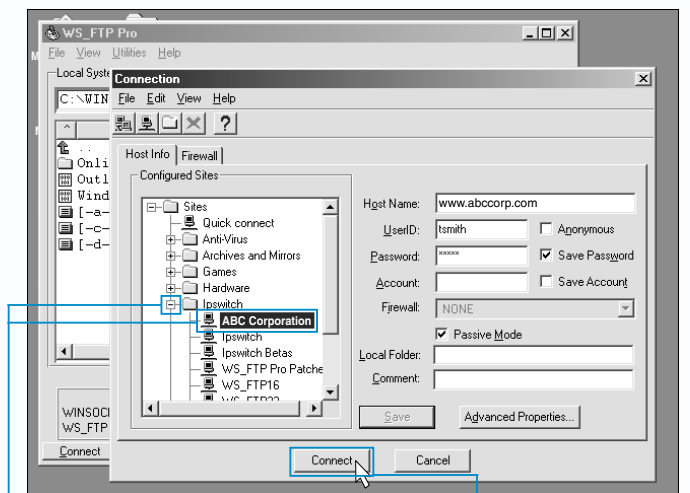 WS_FTP Pro
File View Utilities Help
Local Syste
C:\WIN
Connection
File Edit View Help
?
Host Info Firewall
Configured Sites
Sites
Quick connect
Anti-Virus
Archives and Mirrors
Games
Hardware
Ipswitch
ABC Corporation
Ipswitch
Ipswitch Betas
WS_FTP Pro Patche
WS_FTP16
WS_FTP32
Host Name: www.abccorp.com
UserID: tsmith Anonymous
Password: ***** Save Password
Account: Save Account
Firewall: NONE
Passive Mode
Local Folder:
Comment:
Save Advanced Properties...
Connect Cancel
..
Onli
Outl
Wind
[-a-
[-c-
[-d-
WINSOCK
WS_FTP
Connect